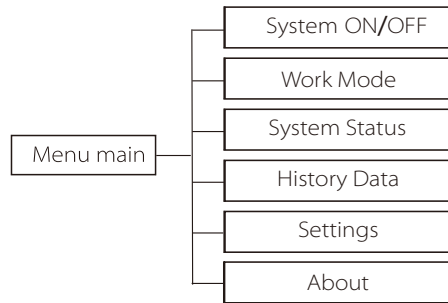 System ON/OFF
Work Mode
System Status
Menu main
History Data
Settings
About